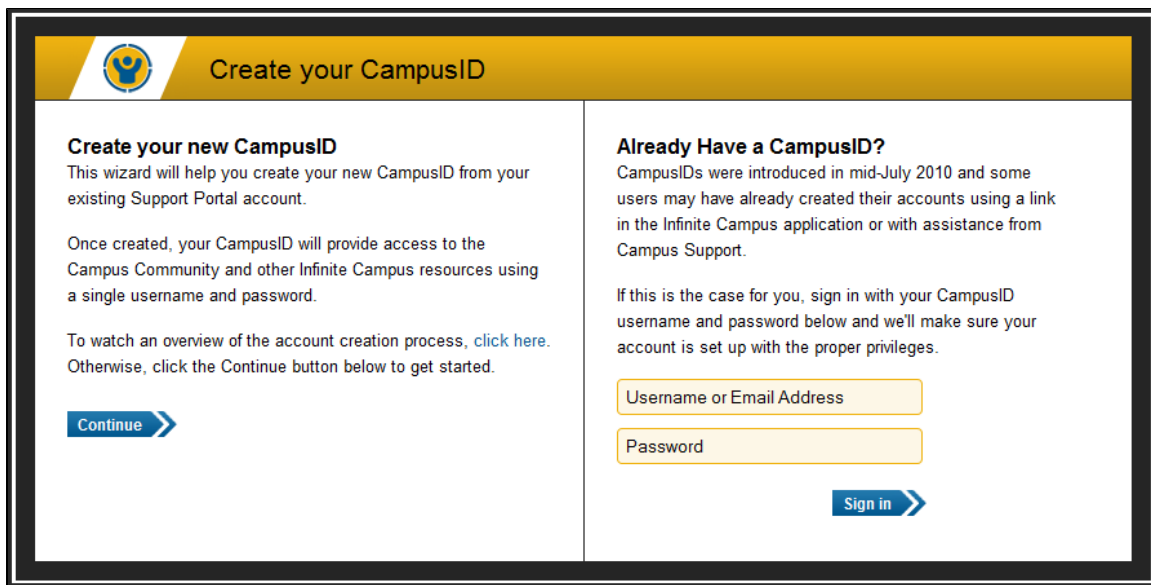 Create your CampusID
Create your new CampusID
This wizard will help you create your new CampusID from your
existing Support Portal account.
Once created, your CampusID will provide access to the
Campus Community and other Infinite Campus resources using
a single username and password.
To watch an overview of the account creation process, click here.
Otherwise, click the Continue button below to get started.
Continue
Already Have a CampusID?
CampusIDs were introduced in mid-July 2010 and some
users may have already created their accounts using a link
in the Infinite Campus application or with assistance from
Campus Support.
If this is the case for you, sign in with your CampusID
username and password below and we'll make sure your
account is set up with the proper privileges.
Username or Email Address
Password
Sign in